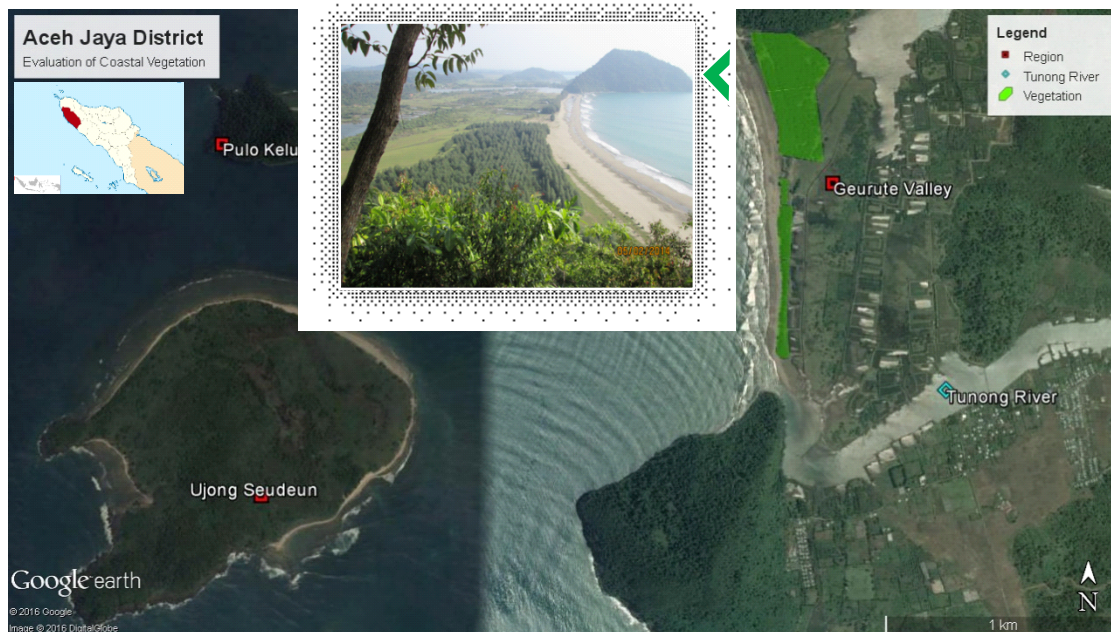 Aceh Jaya District
Evaluation of Coastal Vegetation
Legend
Region
Tunong River
Vegetation
Pulo Kelu
Geurute Valley
Tunong River
Ujong Seudeun
Google earth
© 2016 Google
Image © 2016 DigitalGlobe
1 km
N